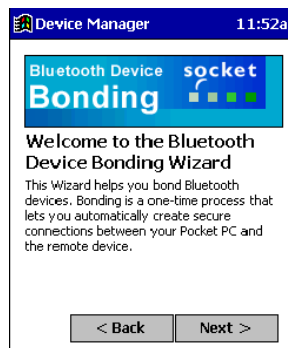 Device Manager 11:52a
Bluetooth Device socket
Bonding
Welcome to the Bluetooth
Device Bonding Wizard
This Wizard helps you bond Bluetooth
devices. Bonding is a one-time process that
lets you automatically create secure
connections between your Pocket PC and
the remote device.
< Back Next >